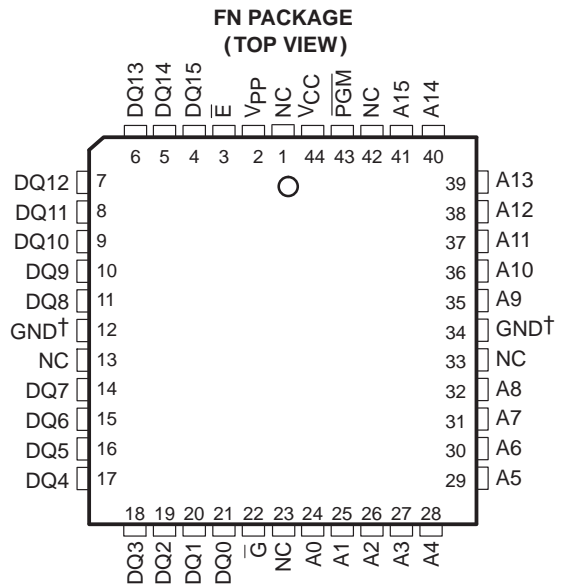 FN PACKAGE
(TOP VIEW)
DQ13 DQ14 DQ15 E̅ VPP NC VCC P̅G̅M̅ NC A15 A14
6 5 4 3 2 1 44 43 42 41 40
DQ12 7 39 A13
DQ11 8 38 A12
DQ10 9 37 A11
DQ9 10 36 A10
DQ8 11 35 A9
GND† 12 34 GND†
NC 13 33 NC
DQ7 14 32 A8
DQ6 15 31 A7
DQ5 16 30 A6
DQ4 17 29 A5
18 19 20 21 22 23 24 25 26 27 28
DQ3 DQ2 DQ1 DQ0 G̅ NC A0 A1 A2 A3 A4